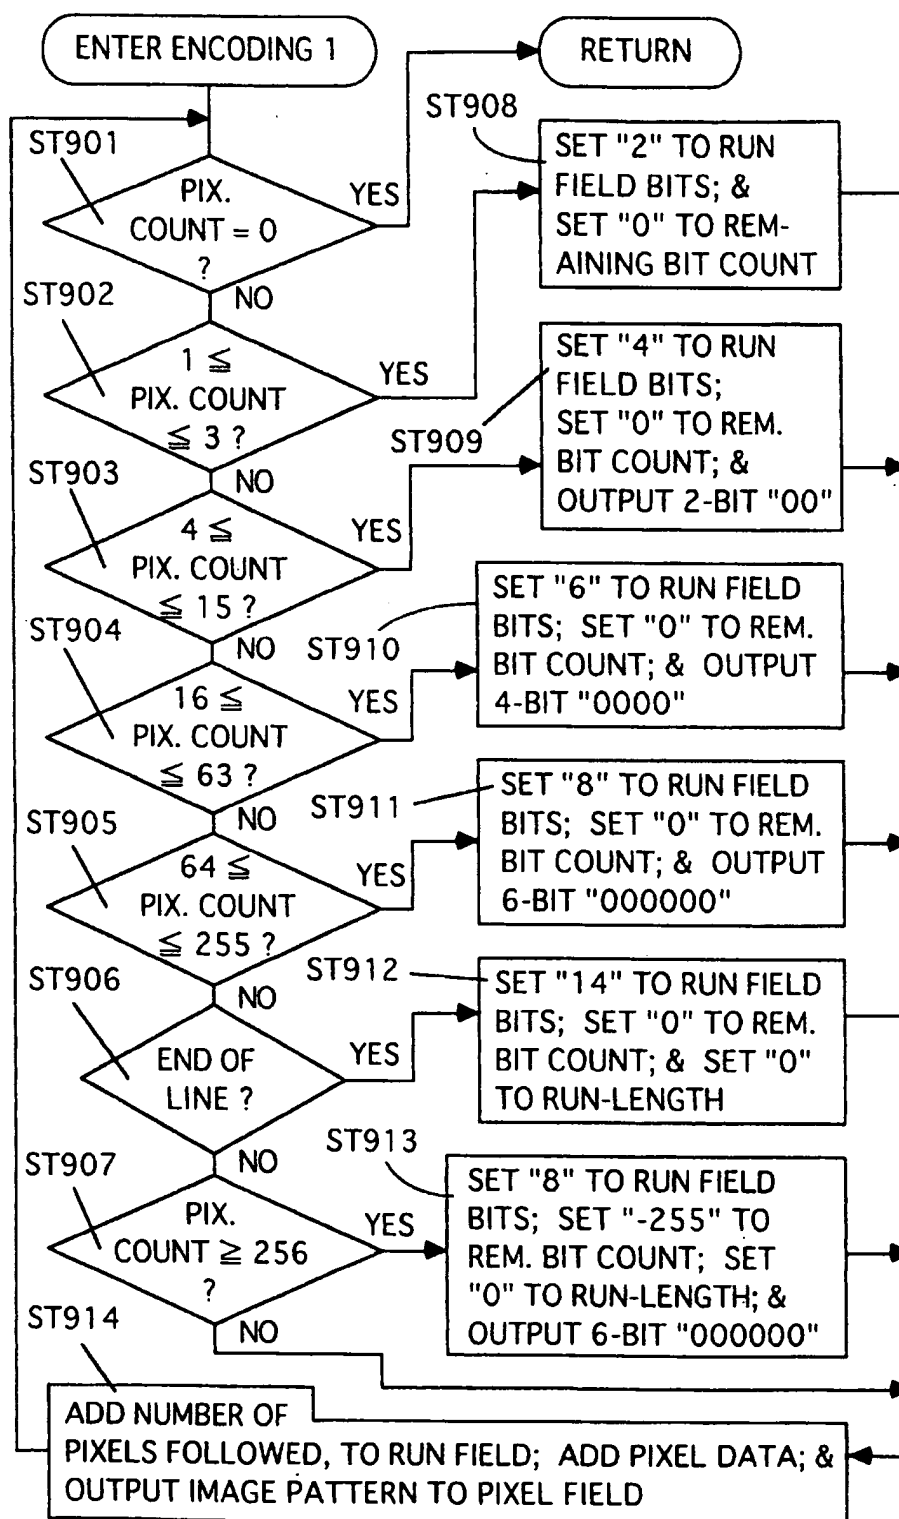 ENTER ENCODING 1
RETURN
ST901
PIX.
COUNT = 0
?
YES
NO
ST908
SET "2" TO RUN
FIELD BITS; &
SET "0" TO REM-
AINING BIT COUNT
ST902
1 ≦
PIX. COUNT
≦ 3 ?
YES
NO
ST909
SET "4" TO RUN
FIELD BITS;
SET "0" TO REM.
BIT COUNT; &
OUTPUT 2-BIT "00"
ST903
4 ≦
PIX. COUNT
≦ 15 ?
YES
NO
ST910
SET "6" TO RUN FIELD
BITS; SET "0" TO REM.
BIT COUNT; & OUTPUT
4-BIT "0000"
ST904
16 ≦
PIX. COUNT
≦ 63 ?
YES
NO
ST911
SET "8" TO RUN FIELD
BITS; SET "0" TO REM.
BIT COUNT; & OUTPUT
6-BIT "000000"
ST905
64 ≦
PIX. COUNT
≦ 255 ?
YES
NO
ST912
SET "14" TO RUN FIELD
BITS; SET "0" TO REM.
BIT COUNT; & SET "0"
TO RUN-LENGTH
ST906
END OF
LINE ?
YES
NO
ST913
SET "8" TO RUN FIELD
BITS; SET "-255" TO
REM. BIT COUNT; SET
"0" TO RUN-LENGTH; &
OUTPUT 6-BIT "000000"
ST907
PIX.
COUNT ≧ 256
?
YES
NO
ST914
ADD NUMBER OF
PIXELS FOLLOWED, TO RUN FIELD; ADD PIXEL DATA; &
OUTPUT IMAGE PATTERN TO PIXEL FIELD